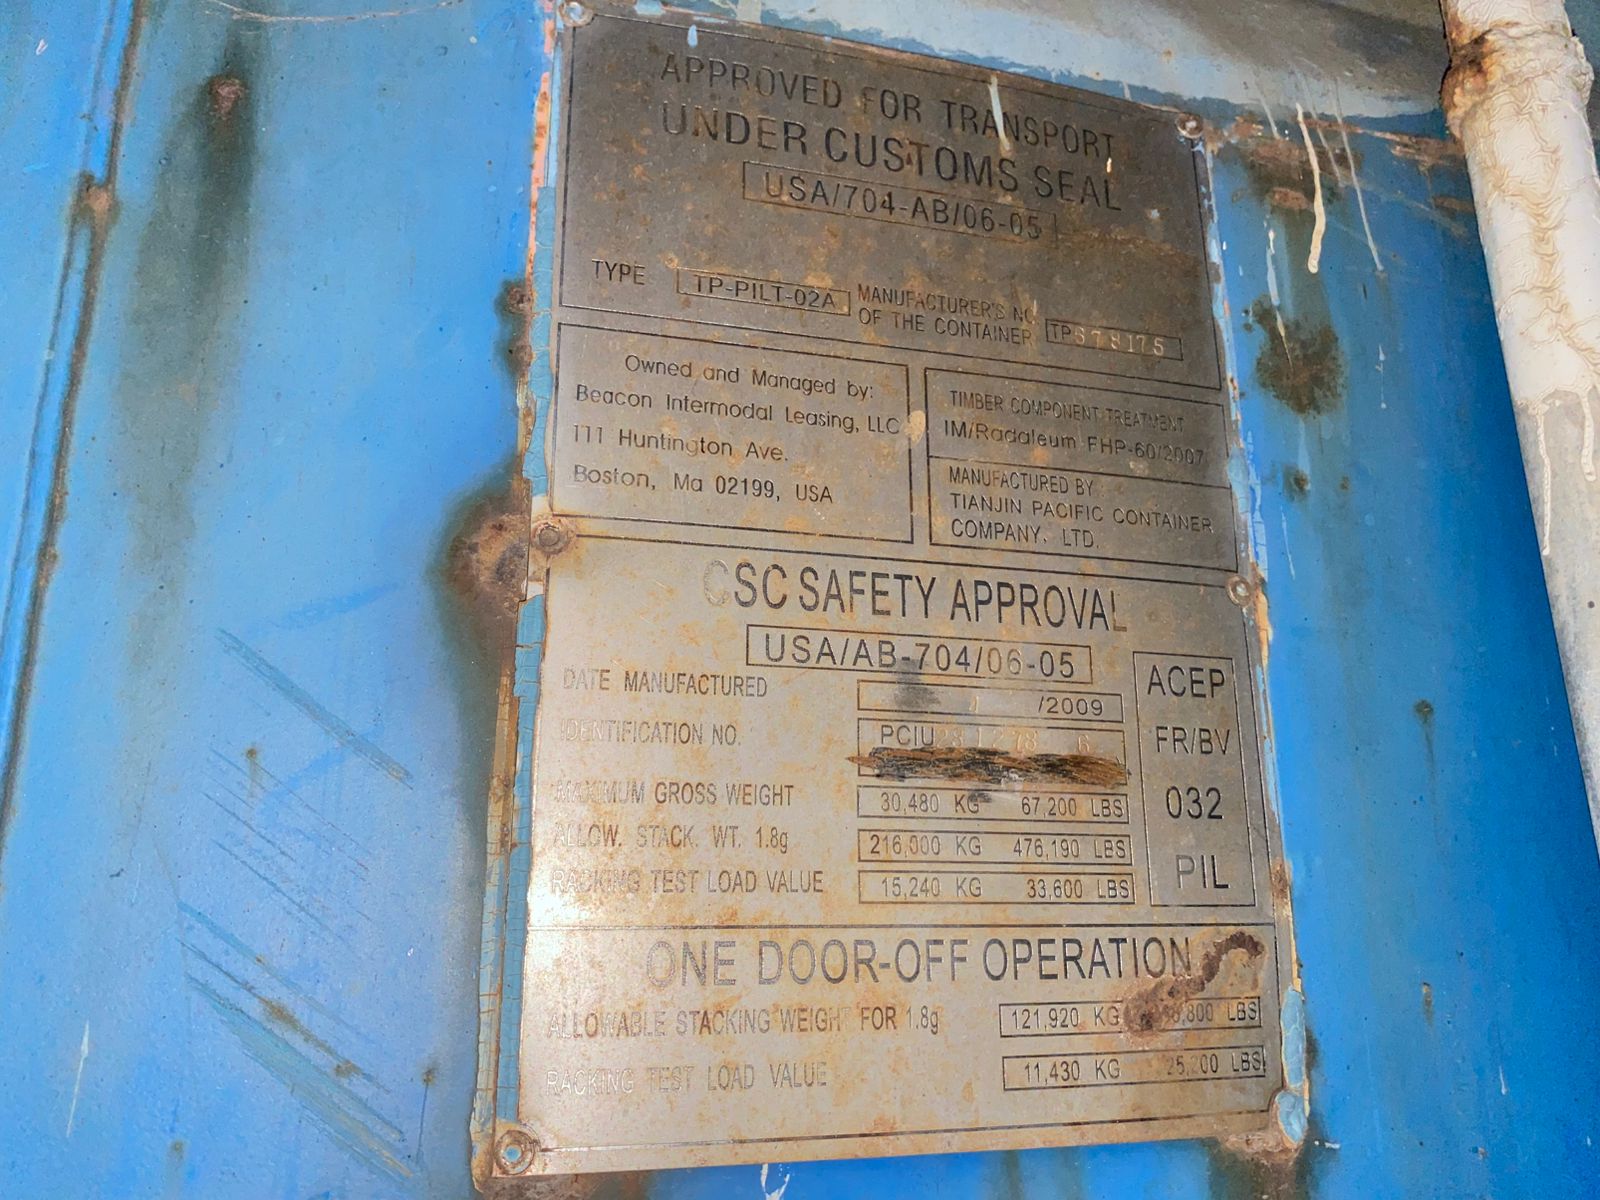 APPROVED FOR TRANSPORT
UNDER CUSTOMS SEAL
USA/704-AB/06-05
TYPE TP-PILT-02A MANUFACTURER'S NO. OF THE CONTAINER
Owned and Managed by:
Beacon Intermodal Leasing, LLC
111 Huntington Ave.
Boston, Ma 02199, USA
TIMBER COMPONENT TREATMENT
IM/Radaleum FHP-60/2007
MANUFACTURED BY :
TIANJIN PACIFIC CONTAINER
COMPANY, LTD.
CSC SAFETY APPROVAL
USA/AB-704/06-05
DATE MANUFACTURED /2009
IDENTIFICATION NO.
MAXIMUM GROSS WEIGHT 30,480 KG 67,200 LBS
ALLOW. STACK. WT. 1.8g 216,000 KG 476,190 LBS
RACKING TEST LOAD VALUE 15,240 KG 33,600 LBS
ACEP
FR/BV
032
PIL
ONE DOOR-OFF OPERATION
ALLOWABLE STACKING WEIGHT FOR 1.8g 121,920 KG LBS
RACKING TEST LOAD VALUE 11,430 KG 25,200 LBS